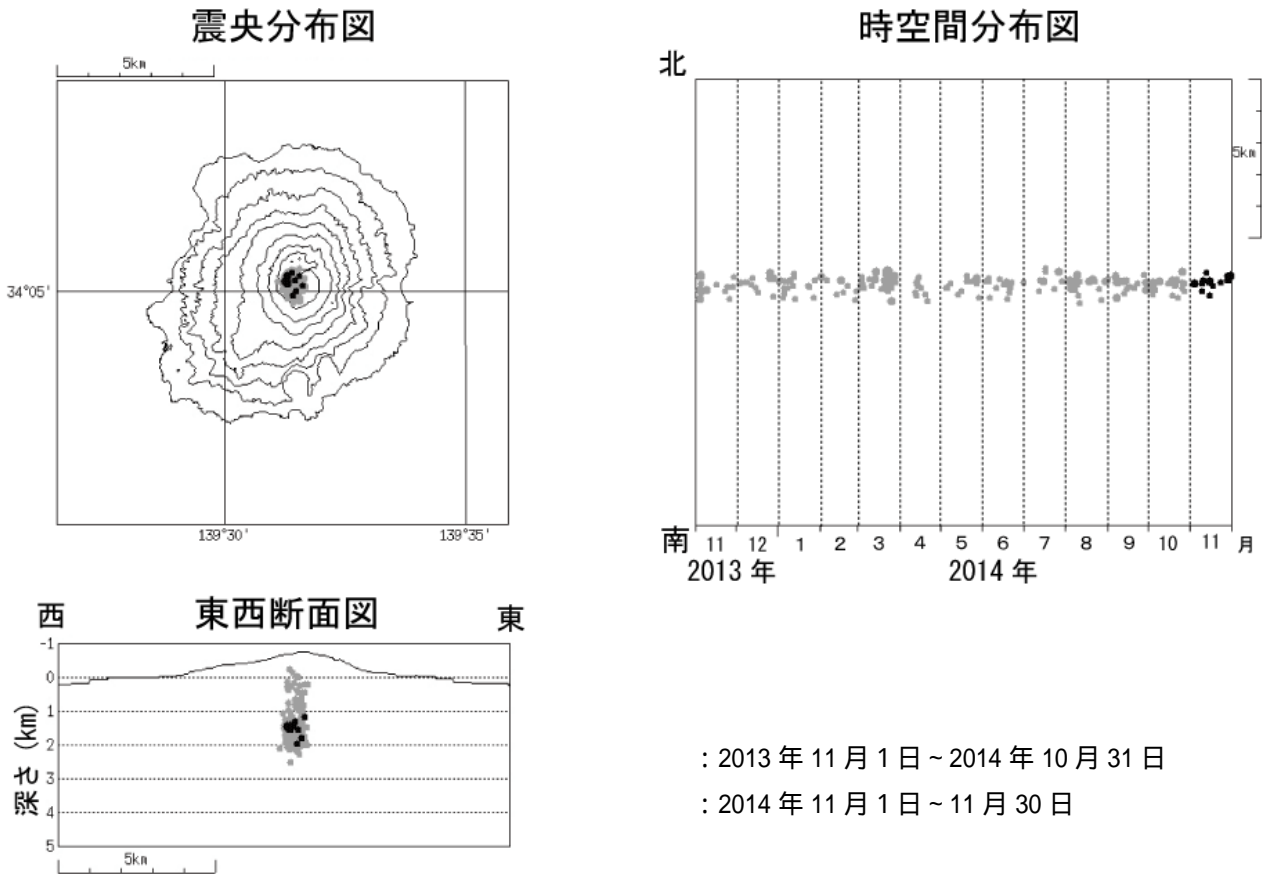 震央分布図
5km
34°05'
139°30'
139°35'
時空間分布図
北
5km
南
11 12 1 2 3 4 5 6 7 8 9 10 11 月
2013 年 2014 年
東西断面図
西 東
-1
0
1
2
3
4
5
深さ (km)
5km
: 2013 年 11 月 1 日 ~ 2014 年 10 月 31 日
: 2014 年 11 月 1 日 ~ 11 月 30 日